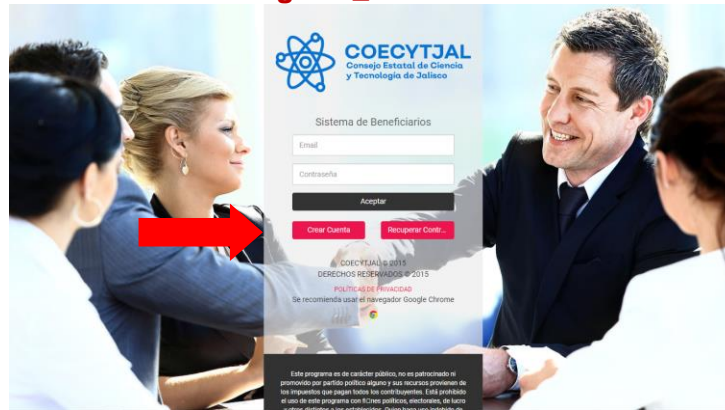 COECYTJAL
Consejo Estatal de Ciencia
y Tecnología de Jalisco
Sistema de Beneficiarios
Email
Contraseña
Aceptar
Crear Cuenta
Recuperar Contr...
COECYTJAL © 2015
DERECHOS RESERVADOS © 2015
POLÍTICAS DE PRIVACIDAD
Se recomienda usar el navegador Google Chrome
Este programa es de carácter público, no es patrocinado ni
promovido por partido político alguno y sus recursos provienen de
los impuestos que pagan todos los contribuyentes. Está prohibido
el uso de este programa con f�nes políticos, electorales, de lucro